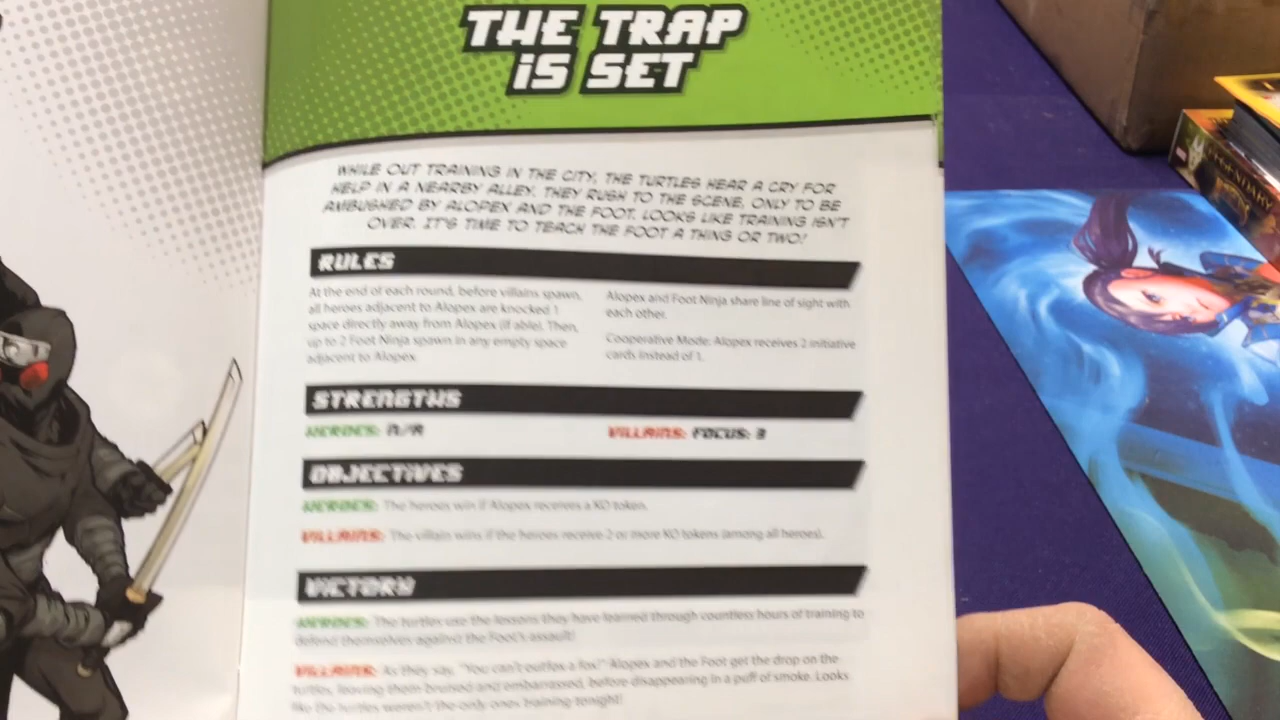 THE TRAP
IS SET
WHILE OUT TRAINING IN THE CITY, THE TURTLES HEAR A CRY FOR
HELP IN A NEARBY ALLEY. THEY RUSH TO THE SCENE, ONLY TO BE
AMBUSHED BY ALOPEX AND THE FOOT. LOOKS LIKE TRAINING ISN'T
OVER. IT'S TIME TO TEACH THE FOOT A THING OR TWO!
RULES
At the end of each round, before villains spawn,
all heroes adjacent to Alopex are knocked 1
space directly away from Alopex (if able). Then,
up to 2 Foot Ninja spawn in any empty space
adjacent to Alopex.
Alopex and Foot Ninja share line of sight with
each other.
Cooperative Mode: Alopex receives 2 initiative
cards instead of 1.
STRENGTHS
HEROES: N/A
VILLAINS: FOCUS: 3
OBJECTIVES
HEROES: The heroes win if Alopex receives a KO token.
VILLAINS: The villain wins if the heroes receive 2 or more KO tokens (among all heroes).
VICTORY
HEROES: The turtles use the lessons they have learned through countless hours of training to
defend themselves against the Foot's assault!
VILLAINS: As they say, "You can't outfox a fox!" Alopex and the Foot get the drop on the
turtles, leaving them bruised and embarrassed, before disappearing in a puff of smoke. Looks
like the turtles weren't the only ones training tonight!
LEGENDARY